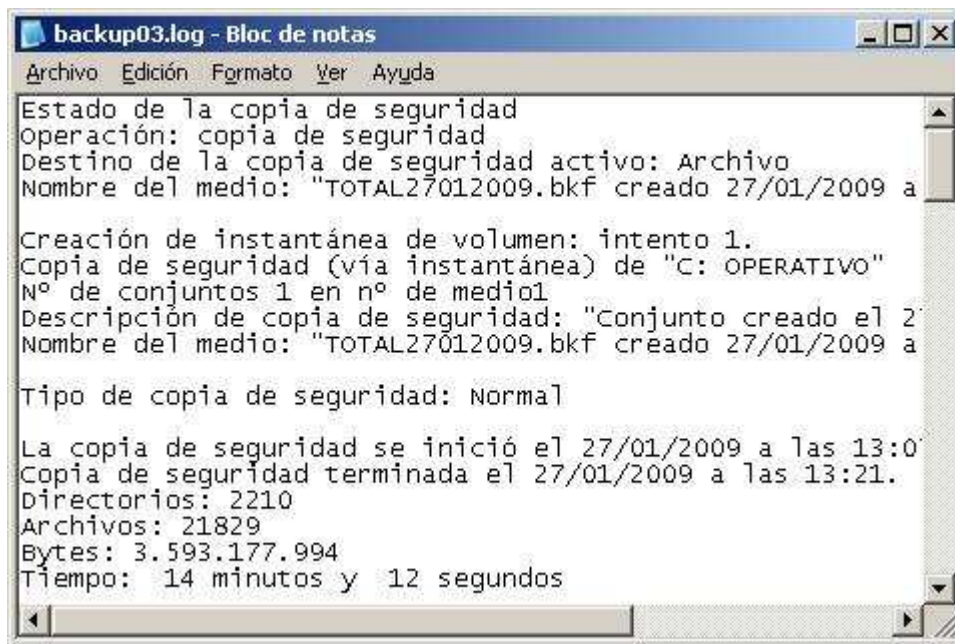 backup03.log - Bloc de notas
Archivo Edición Formato Ver Ayuda
Estado de la copia de seguridad
Operación: copia de seguridad
Destino de la copia de seguridad activo: Archivo
Nombre del medio: "TOTAL27012009.bkf creado 27/01/2009 a
Creación de instantánea de volumen: intento 1.
Copia de seguridad (vía instantánea) de "C: OPERATIVO"
Nº de conjuntos 1 en nº de medio1
Descripción de copia de seguridad: "Conjunto creado el 2
Nombre del medio: "TOTAL27012009.bkf creado 27/01/2009 a
Tipo de copia de seguridad: Normal
La copia de seguridad se inició el 27/01/2009 a las 13:0
Copia de seguridad terminada el 27/01/2009 a las 13:21.
Directorios: 2210
Archivos: 21829
Bytes: 3.593.177.994
Tiempo:  14 minutos y  12 segundos